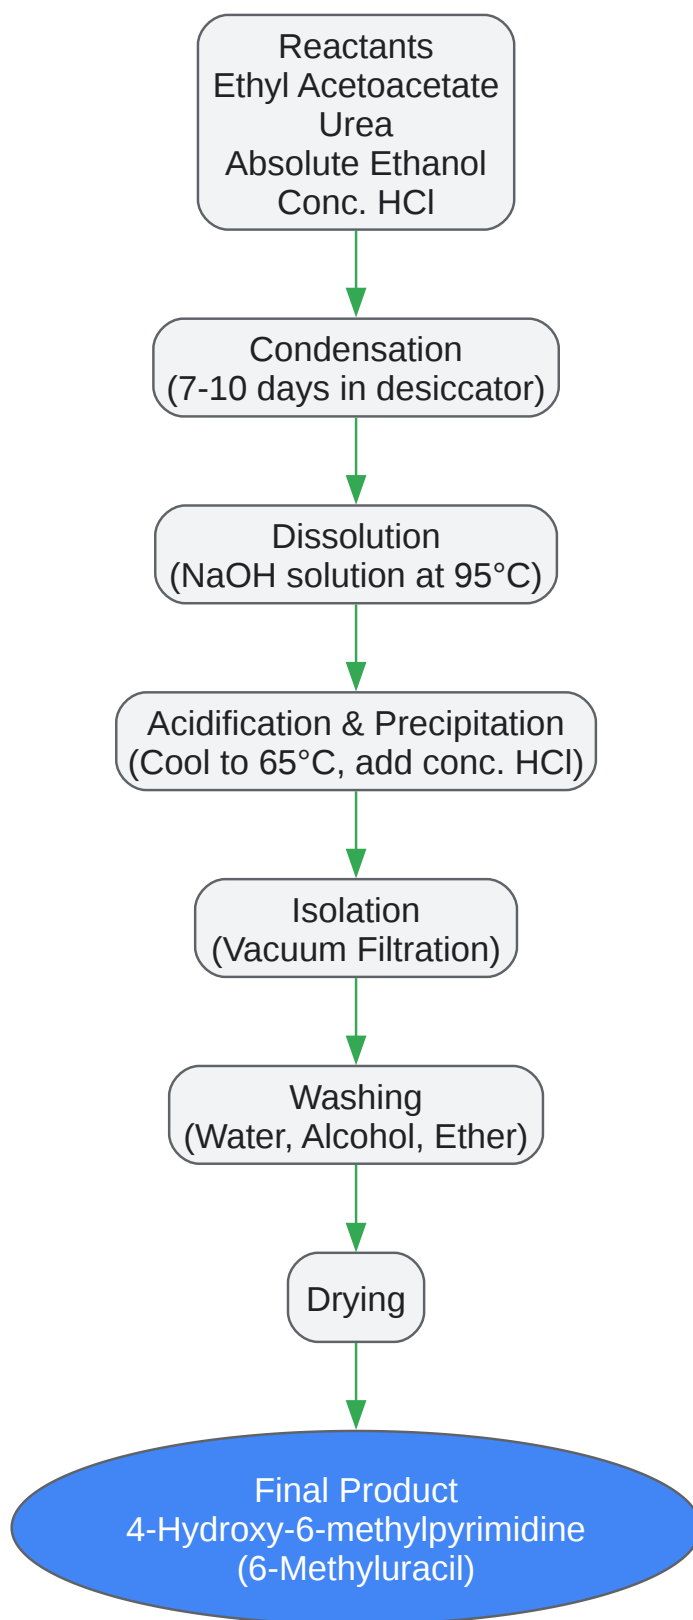 Reactants
Ethyl Acetoacetate
Urea
Absolute Ethanol
Conc. HCl
Condensation
(7-10 days in desiccator)
Dissolution
(NaOH solution at 95°C)
Acidification & Precipitation
(Cool to 65°C, add conc. HCl)
Isolation
(Vacuum Filtration)
Washing
(Water, Alcohol, Ether)
Drying
Final Product
4-Hydroxy-6-methylpyrimidine
(6-Methyluracil)